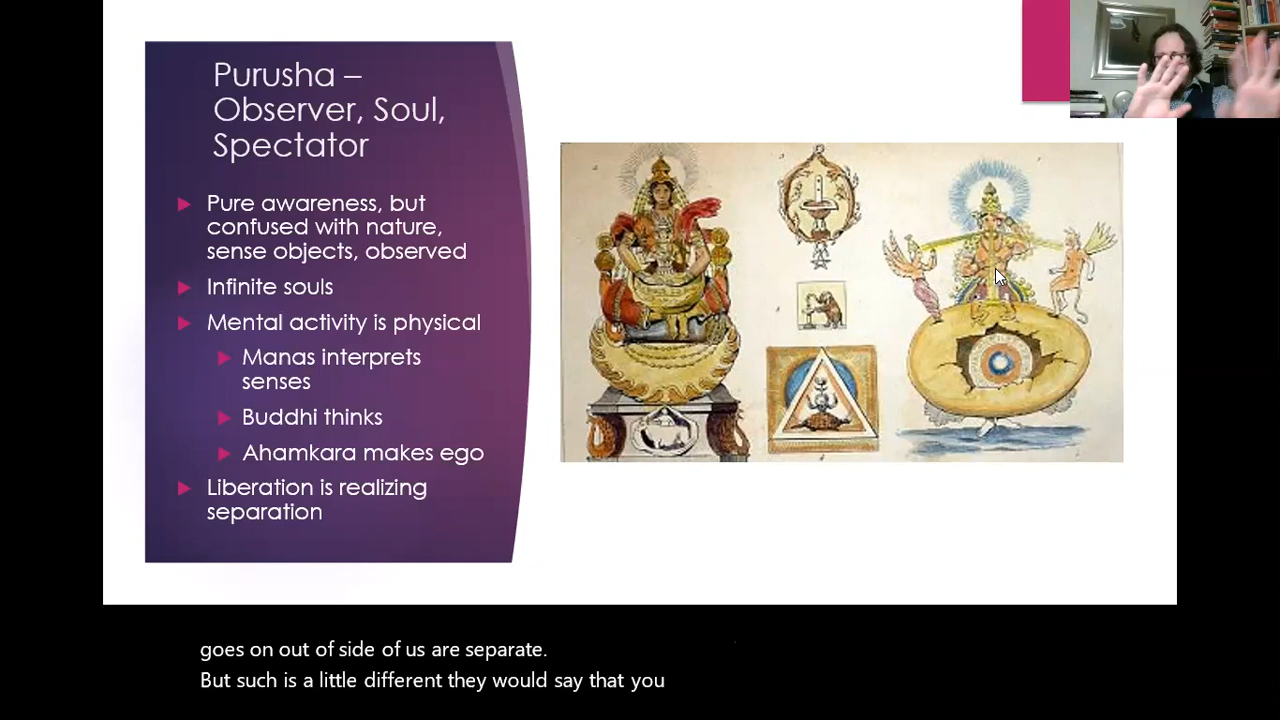 Purusha –
Observer, Soul,
Spectator
Pure awareness, but
confused with nature,
sense objects, observed
Infinite souls
Mental activity is physical
Manas interprets
senses
Buddhi thinks
Ahamkara makes ego
Liberation is realizing
separation
goes on out of side of us are separate.
But such is a little different they would say that you